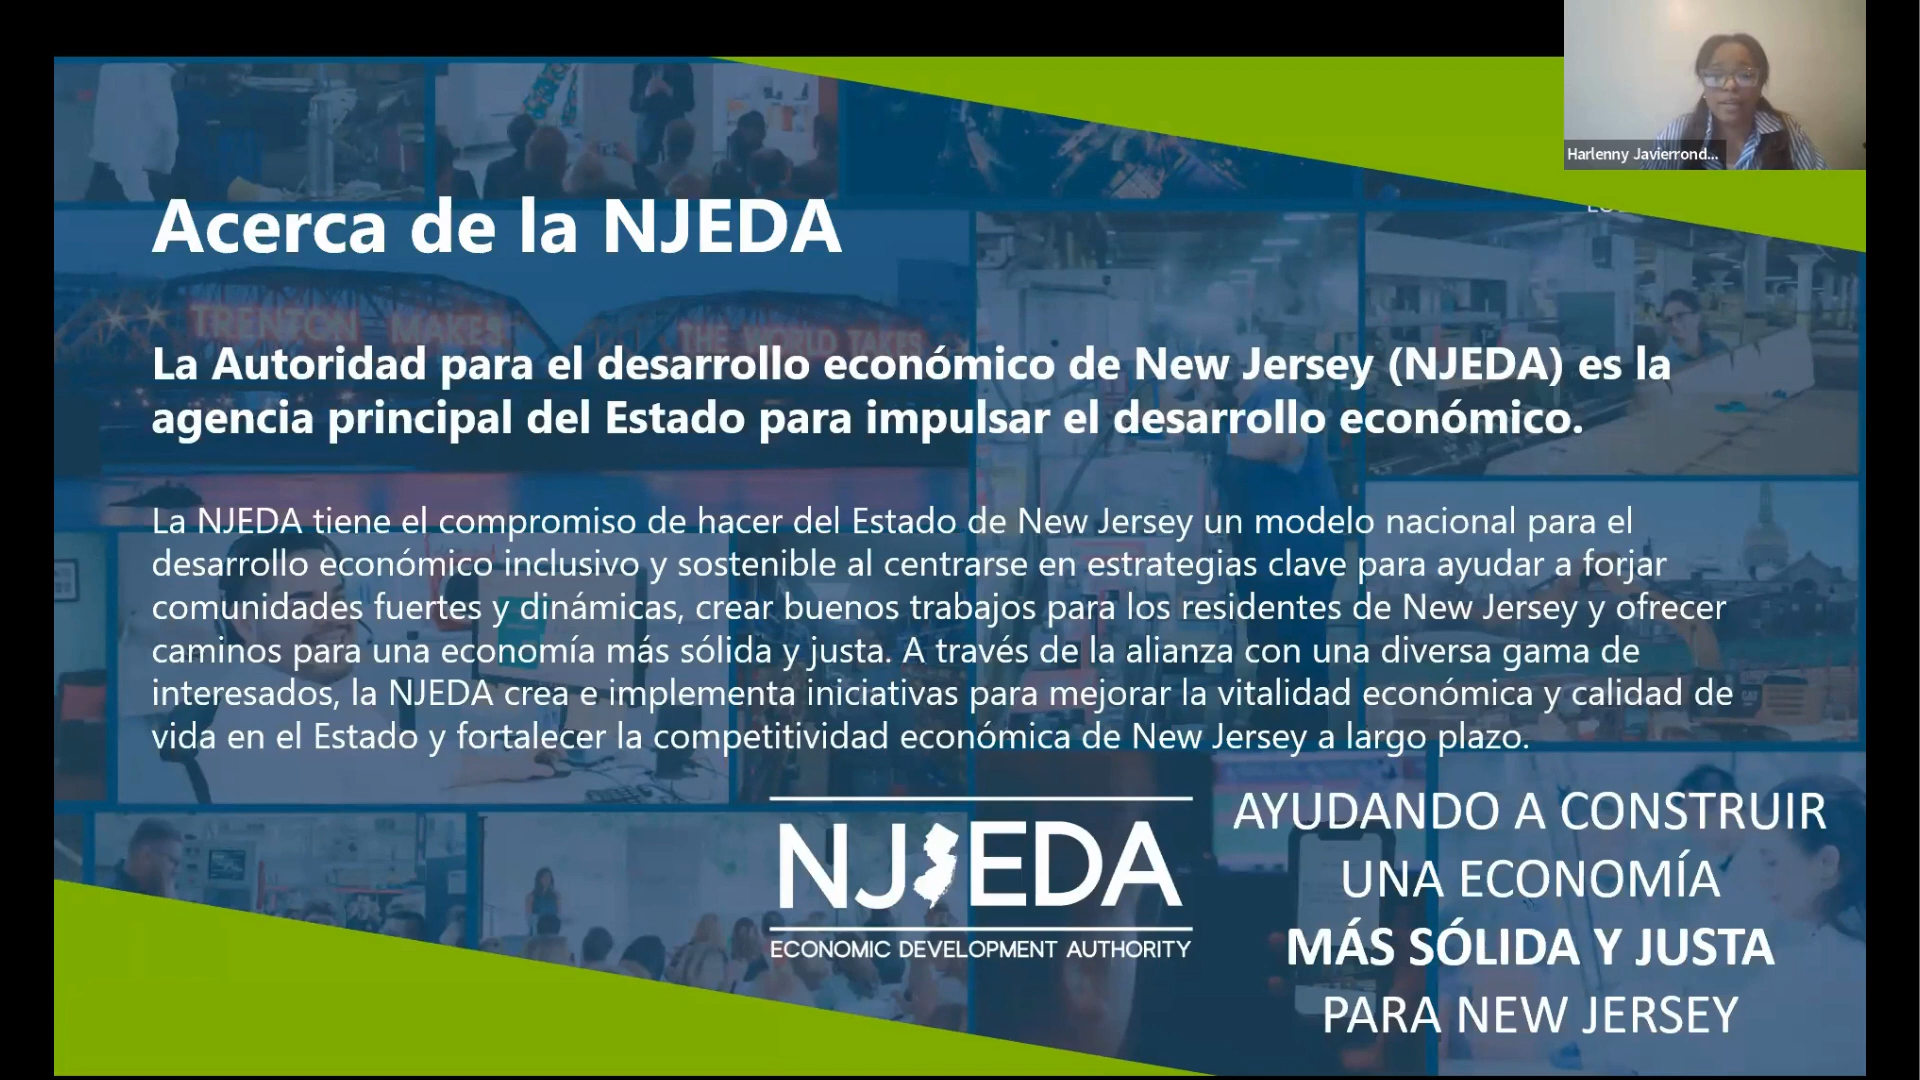 Harlenny Javierrond...
Acerca de la NJEDA
TRENTON MAKES
THE WORLD TAKES
La Autoridad para el desarrollo económico de New Jersey (NJEDA) es la
agencia principal del Estado para impulsar el desarrollo económico.
La NJEDA tiene el compromiso de hacer del Estado de New Jersey un modelo nacional para el
desarrollo económico inclusivo y sostenible al centrarse en estrategias clave para ayudar a forjar
comunidades fuertes y dinámicas, crear buenos trabajos para los residentes de New Jersey y ofrecer
caminos para una economía más sólida y justa. A través de la alianza con una diversa gama de
interesados, la NJEDA crea e implementa iniciativas para mejorar la vitalidad económica y calidad de
vida en el Estado y fortalecer la competitividad económica de New Jersey a largo plazo.
NJEDA
ECONOMIC DEVELOPMENT AUTHORITY
AYUDANDO A CONSTRUIR
UNA ECONOMÍA
MÁS SÓLIDA Y JUSTA
PARA NEW JERSEY
CAT